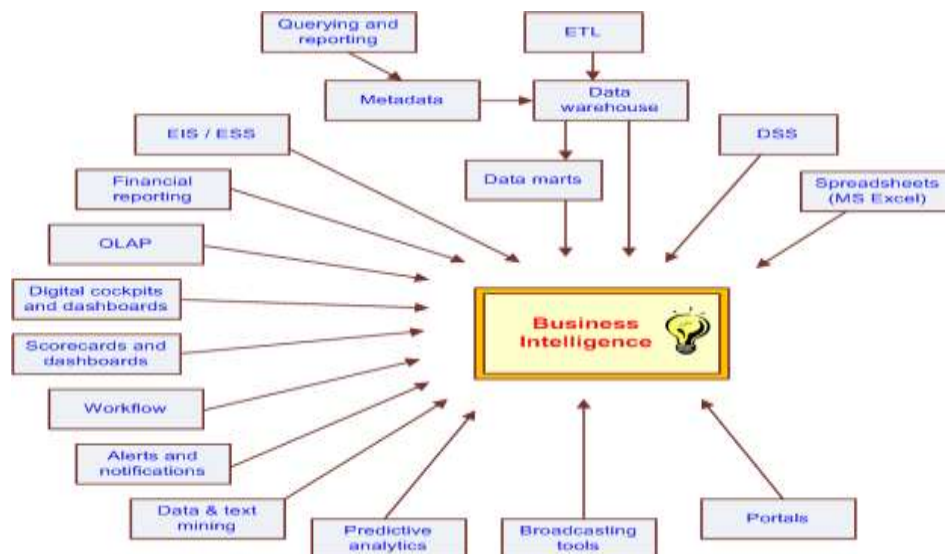 Querying and
reporting
ETL
Metadata
Data
warehouse
EIS / ESS
DSS
Data marts
Financial
reporting
Spreadsheets
(MS Excel)
OLAP
Digital cockpits
and dashboards
Business
Intelligence
Scorecards and
dashboards
Workflow
Alerts and
notifications
Data & text
mining
Predictive
analytics
Broadcasting
tools
Portals